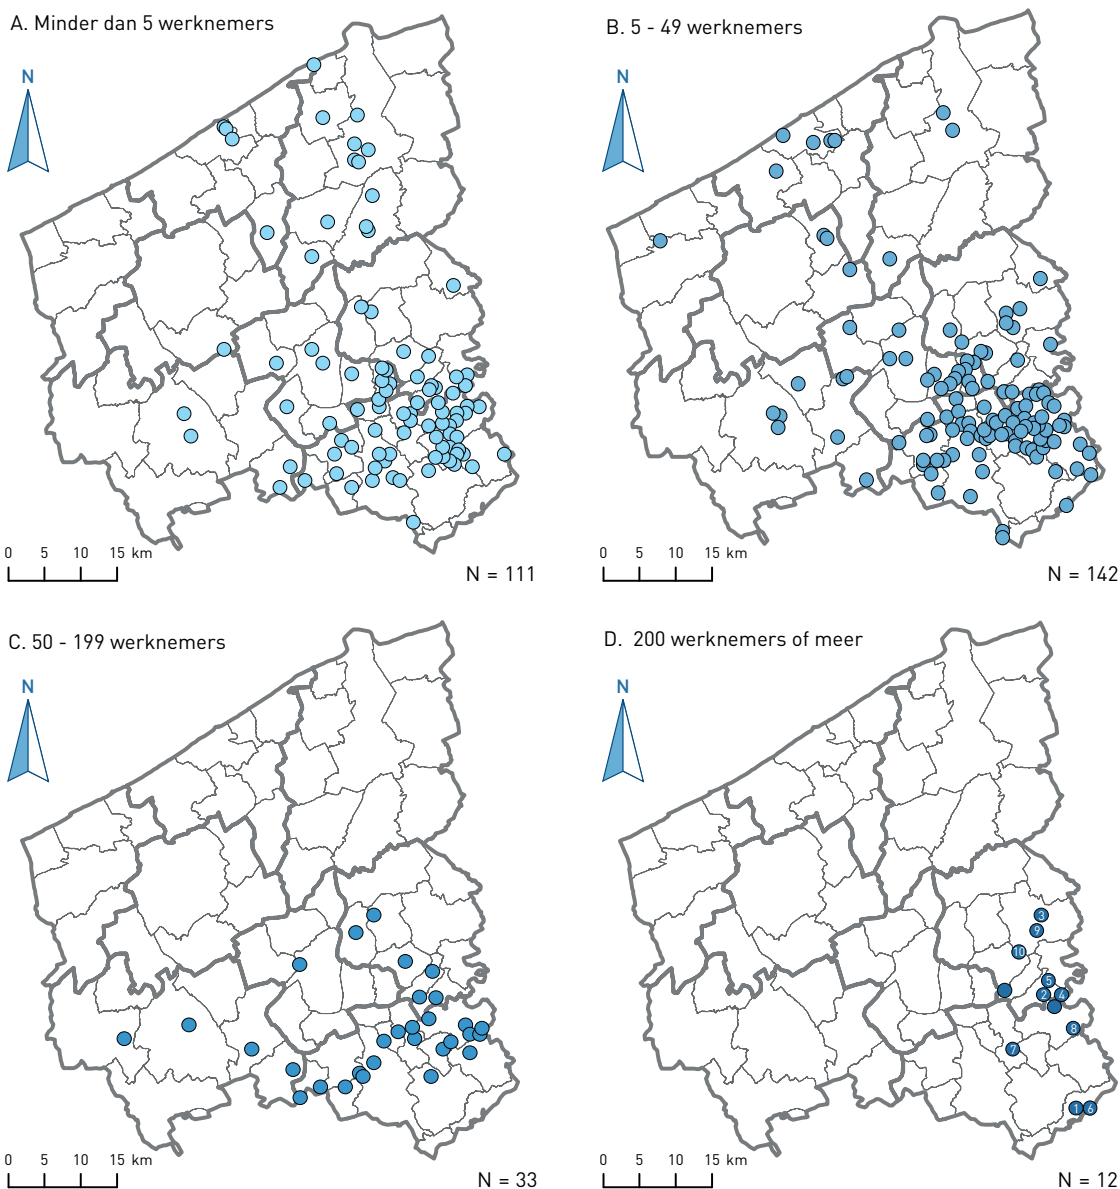 A. Minder dan 5 werknemers
N
0 5 10 15 km
N = 111
B. 5 - 49 werknemers
N
0 5 10 15 km
N = 142
C. 50 - 199 werknemers
N
0 5 10 15 km
N = 33
D. 200 werknemers of meer
N
3
9
10
5
2 4
8
7
1 6
0 5 10 15 km
N = 12